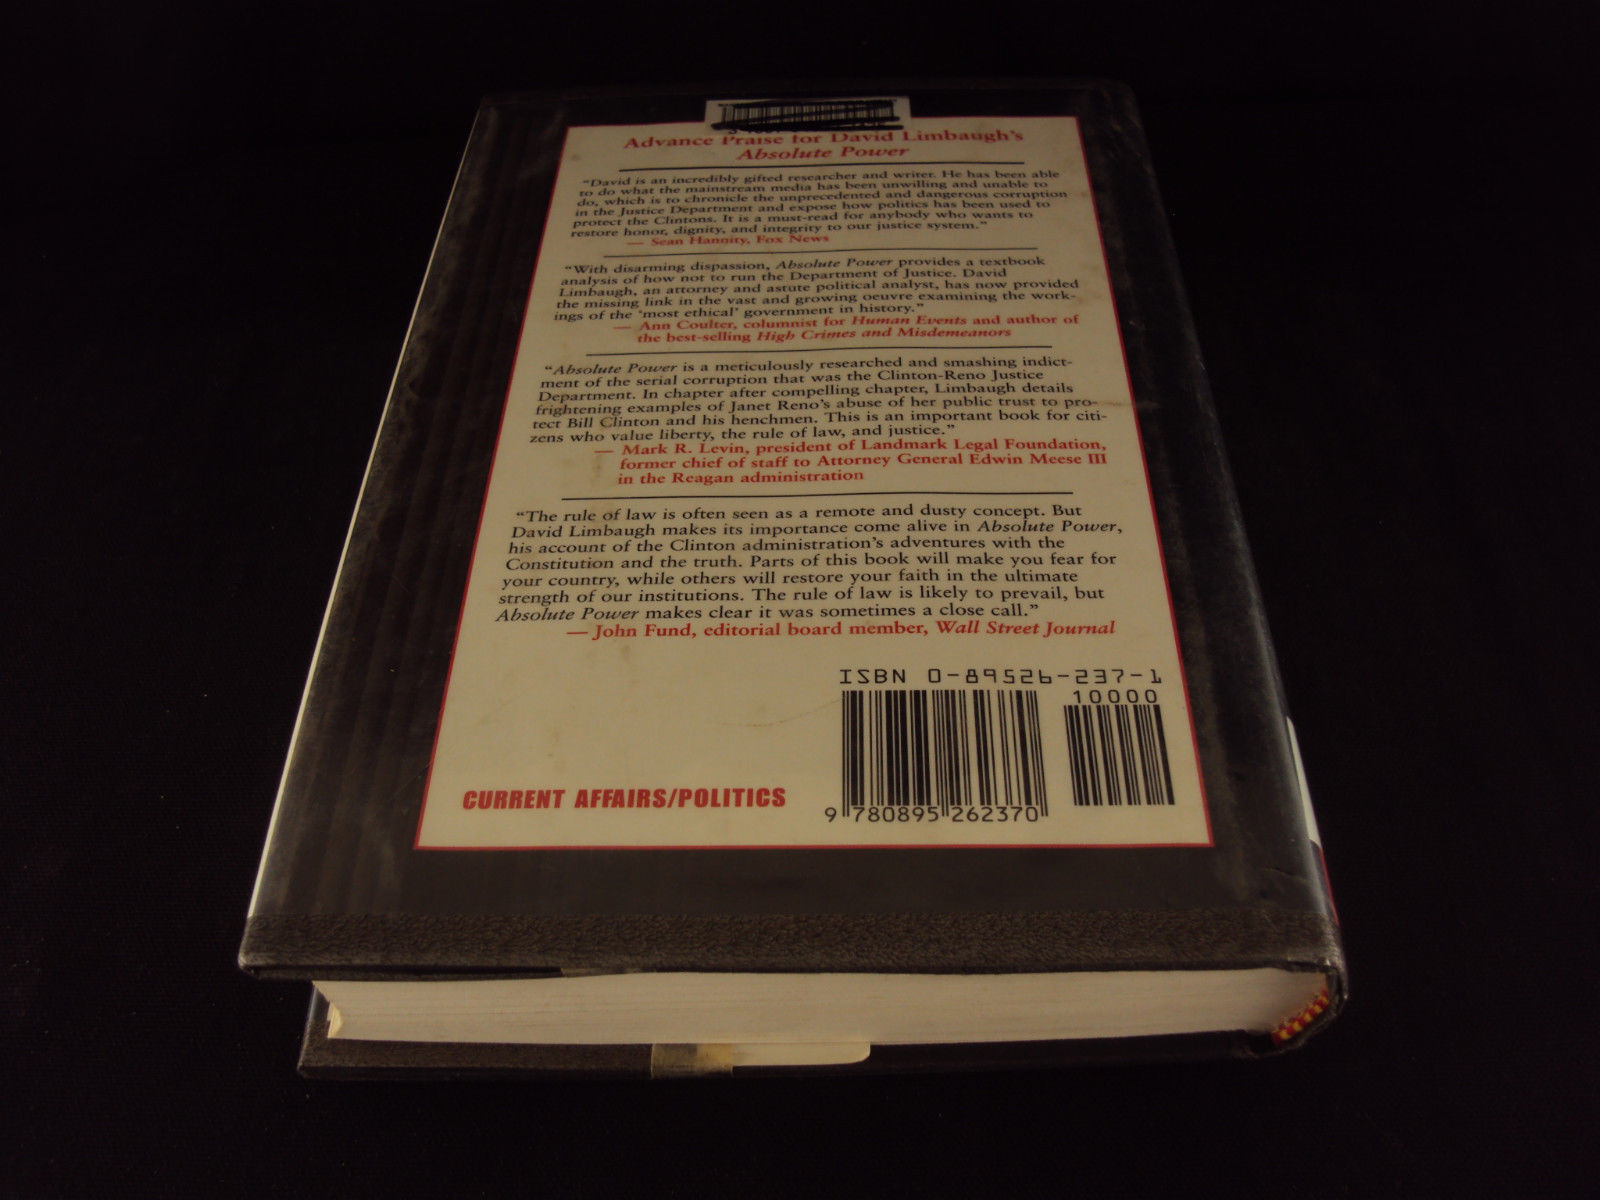 Advance Praise for David Limbaugh's
Absolute Power
"David is an incredibly gifted researcher and writer. He has been able
to do what the mainstream media has been unwilling and unable to
do, which is to chronicle the unprecedented and dangerous corruption
in the Justice Department and expose how politics has been used to
protect the Clintons. It is a must-read for anybody who wants to
restore honor, dignity, and integrity to our justice system."
— Sean Hannity, Fox News
"With disarming dispassion, Absolute Power provides a textbook
analysis of how not to run the Department of Justice. David
Limbaugh, an attorney and astute political analyst, has now provided
the missing link in the vast and growing oeuvre examining the work-
ings of the 'most ethical' government in history."
— Ann Coulter, columnist for Human Events and author of
the best-selling High Crimes and Misdemeanors
"Absolute Power is a meticulously researched and smashing indict-
ment of the serial corruption that was the Clinton-Reno Justice
Department. In chapter after compelling chapter, Limbaugh details
frightening examples of Janet Reno's abuse of her public trust to pro-
tect Bill Clinton and his henchmen. This is an important book for citi-
zens who value liberty, the rule of law, and justice."
— Mark R. Levin, president of Landmark Legal Foundation,
former chief of staff to Attorney General Edwin Meese III
in the Reagan administration
"The rule of law is often seen as a remote and dusty concept. But
David Limbaugh makes its importance come alive in Absolute Power,
his account of the Clinton administration's adventures with the
Constitution and the truth. Parts of this book will make you fear for
your country, while others will restore your faith in the ultimate
strength of our institutions. The rule of law is likely to prevail, but
Absolute Power makes clear it was sometimes a close call."
— John Fund, editorial board member, Wall Street Journal
ISBN 0-89526-237-1
10000
9 780895 262370
CURRENT AFFAIRS/POLITICS